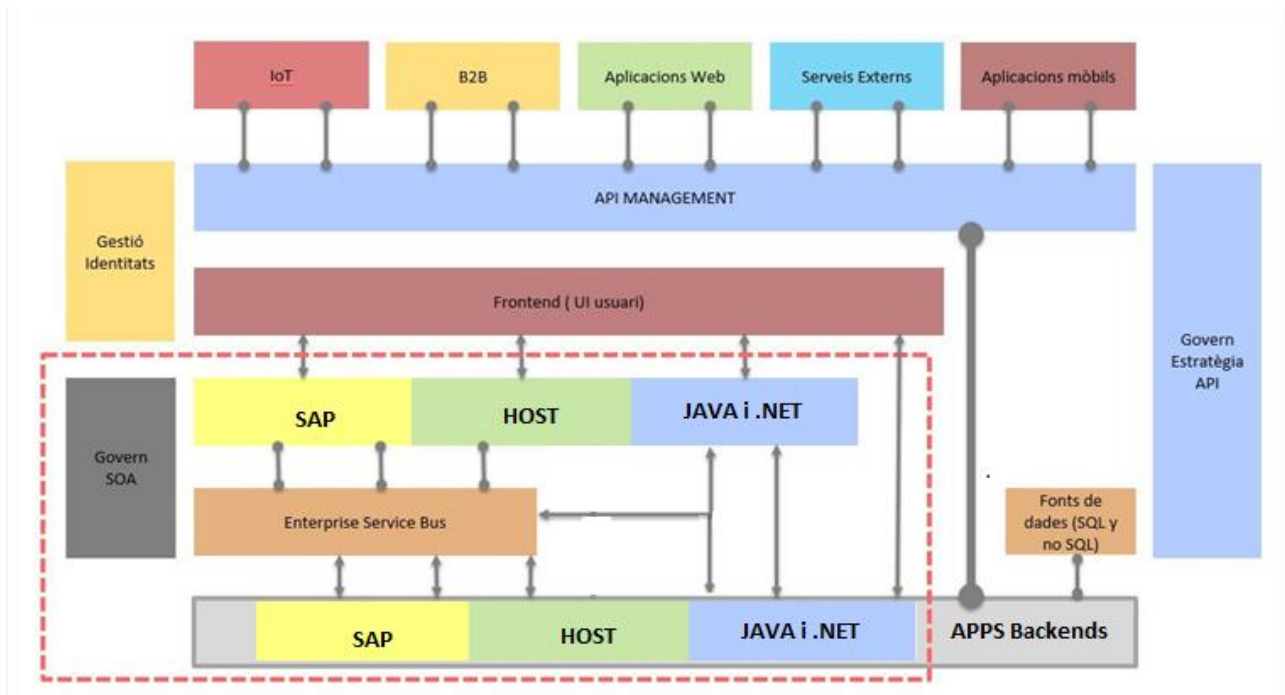 IoT
B2B
Aplicacions Web
Serveis Externs
Aplicacions mòbils
API MANAGEMENT
Gestió
Identitats
Frontend ( UI usuari)
Govern
Estratègia
API
SAP
HOST
JAVA i .NET
Govern
SOA
Enterprise Service Bus
Fonts de
dades (SQL y
no SQL)
SAP
HOST
JAVA i .NET
APPS Backends